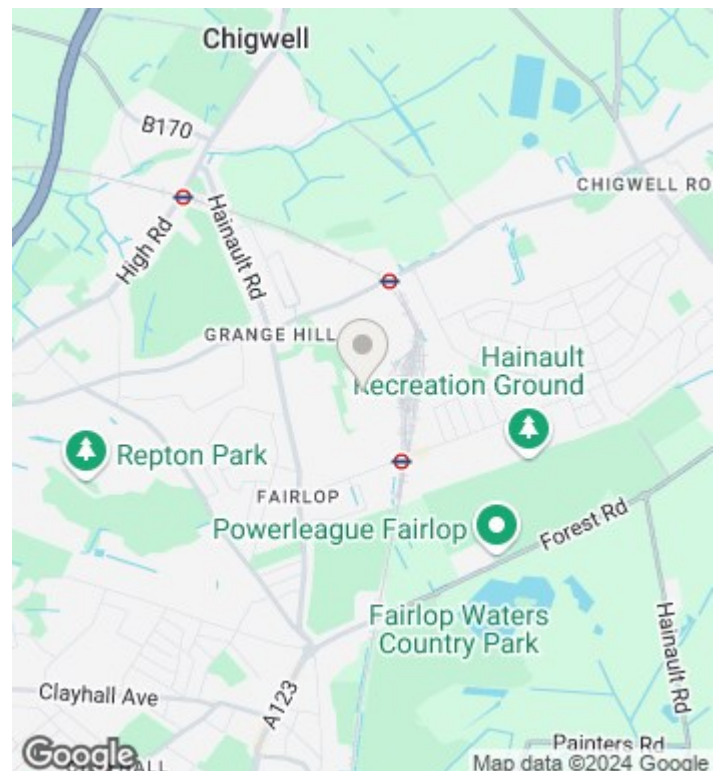 Chigwell
B170
CHIGWELL RO
High Rd
Hainault Rd
GRANGE HILL
Hainault
Recreation Ground
Repton Park
FAIRLOP
Powerleague Fairlop
Forest Rd
Fairlop Waters
Country Park
Hainault Rd
Clayhall Ave
A123
Painters Rd
Google
Map data ©2024 Google